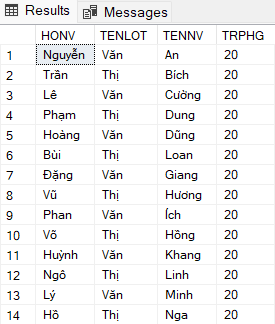 Results Messages
HONV TENLOT TENNV TRPHG
1 Nguyễn Văn An 20
2 Trần Thị Bích 20
3 Lê Văn Cường 20
4 Phạm Thị Dung 20
5 Hoàng Văn Dũng 20
6 Bùi Thị Loan 20
7 Đặng Văn Giang 20
8 Vũ Thị Hương 20
9 Phan Văn Ích 20
10 Võ Thị Hồng 20
11 Huỳnh Văn Khang 20
12 Ngô Thị Linh 20
13 Lý Văn Minh 20
14 Hồ Thị Nga 20